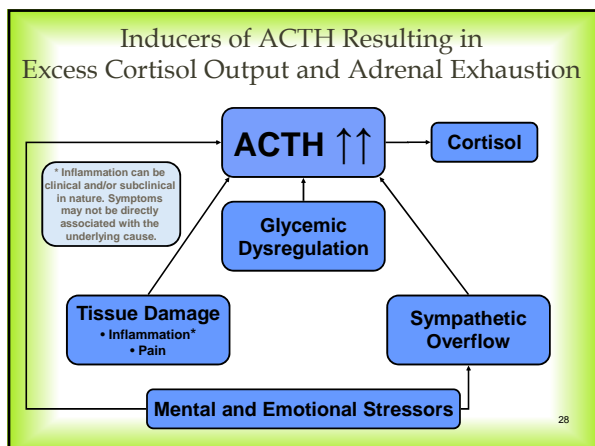 Inducers of ACTH Resulting in
Excess Cortisol Output and Adrenal Exhaustion
ACTH ↑↑
Cortisol
* Inflammation can be
clinical and/or subclinical
in nature. Symptoms
may not be directly
associated with the
underlying cause.
Glycemic
Dysregulation
Tissue Damage
• Inflammation*
• Pain
Sympathetic
Overflow
Mental and Emotional Stressors
28